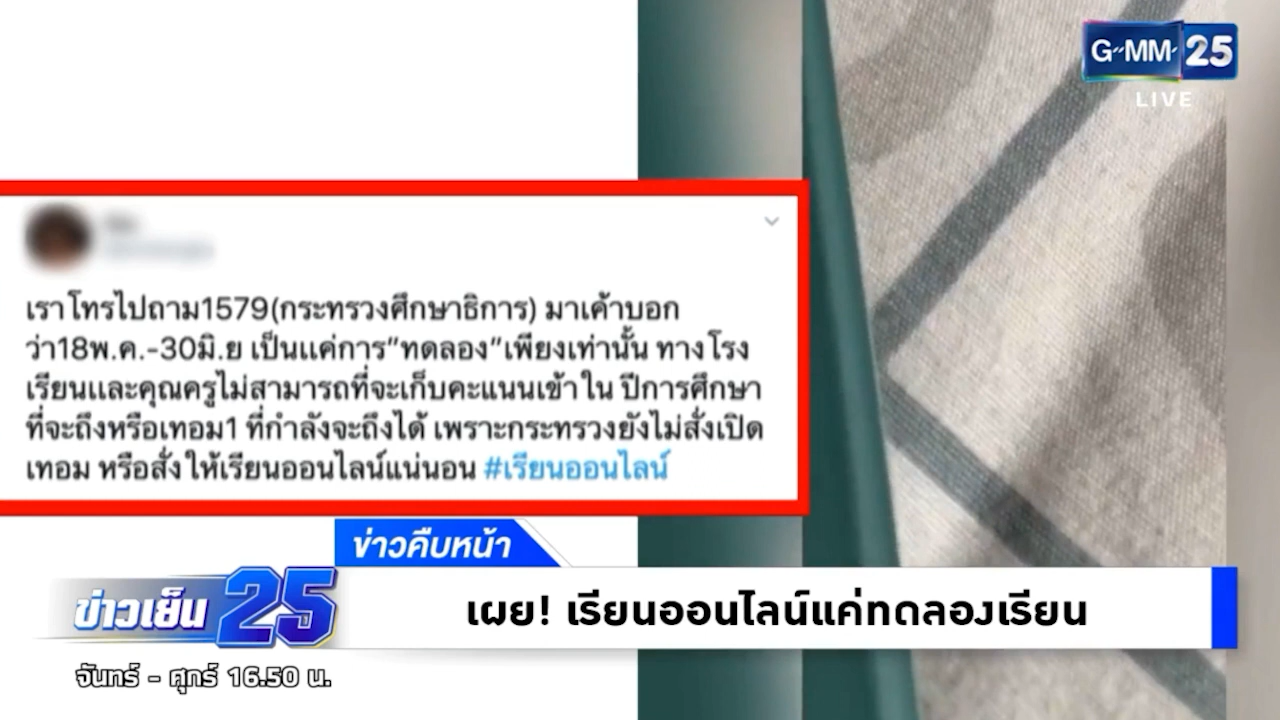 GMM 25
LIVE
เราโทรไปถาม1579(กระทรวงศึกษาธิการ) มาเค้าบอก
ว่า18พ.ค.-30มิ.ย เป็นแค่การ“ทดลอง”เพียงเท่านั้น ทางโรง
เรียนและคุณครูไม่สามารถที่จะเก็บคะแนนเข้าใน ปีการศึกษา
ที่จะถึงหรือเทอม1 ที่กำลังจะถึงได้ เพราะกระทรวงยังไม่สั่งเปิด
เทอม หรือสั่งให้เรียนออนไลน์แน่นอน #เรียนออนไลน์
ข่าวคืบหน้า
ข่าวเย็น 25
เผย! เรียนออนไลน์แค่ทดลองเรียน
จันทร์ - ศุกร์ 16.50 น.